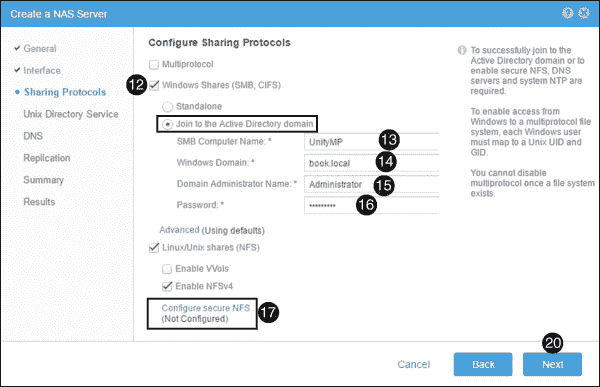 Create a NAS Server
General
Interface
Sharing Protocols
Unix Directory Service
DNS
Replication
Summary
Results
Configure Sharing Protocols
Multiprotocol
12 Windows Shares (SMB, CIFS)
Standalone
Join to the Active Directory domain
SMB Computer Name: * UnityMP 13
Windows Domain: * book.local 14
Domain Administrator Name: * Administrator 15
Password: * ••••••••• 16
Advanced (Using defaults)
Linux/Unix shares (NFS)
Enable VVols
Enable NFSv4
Configure secure NFS 17
(Not Configured)
To successfully join to the
Active Directory domain or to
enable secure NFS, DNS
servers and system NTP are
required.
To enable access from
Windows to a multiprotocol file
system, each Windows user
must map to a Unix UID and
GID.
You cannot disable
multiprotocol once a file system
exists.
20
Cancel Back Next